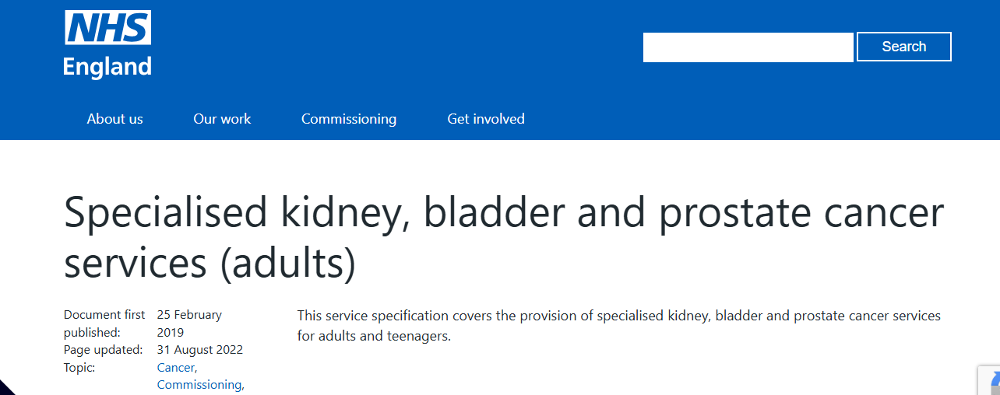 NHS
England
Search
About us
Our work
Commissioning
Get involved
Specialised kidney, bladder and prostate cancer
services (adults)
Document first
published:
25 February
2019
Page updated:
31 August 2022
Topic:
Cancer,
Commissioning,
This service specification covers the provision of specialised kidney, bladder and prostate cancer services
for adults and teenagers.